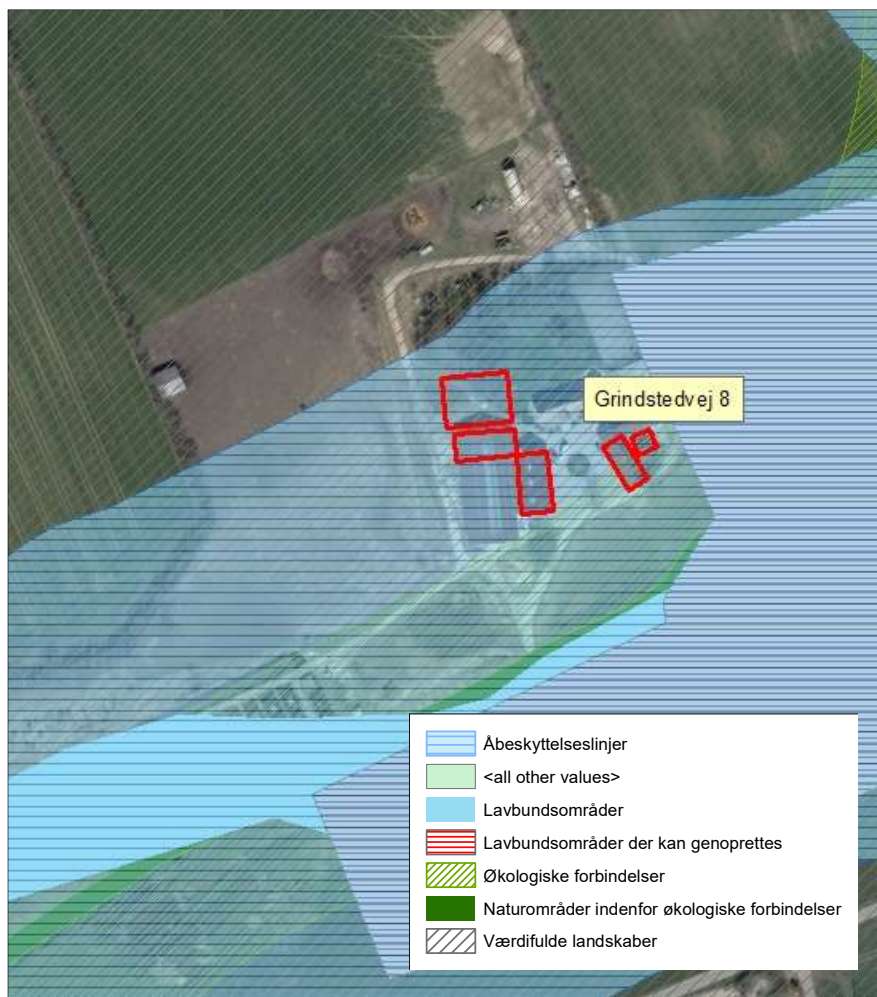 Grindstedvej 8
Åbeskyttelseslinjer
<all other values>
Lavbundsområder
Lavbundsområder der kan genoprettes
Økologiske forbindelser
Naturområder indenfor økologiske forbindelser
Værdifulde landskaber